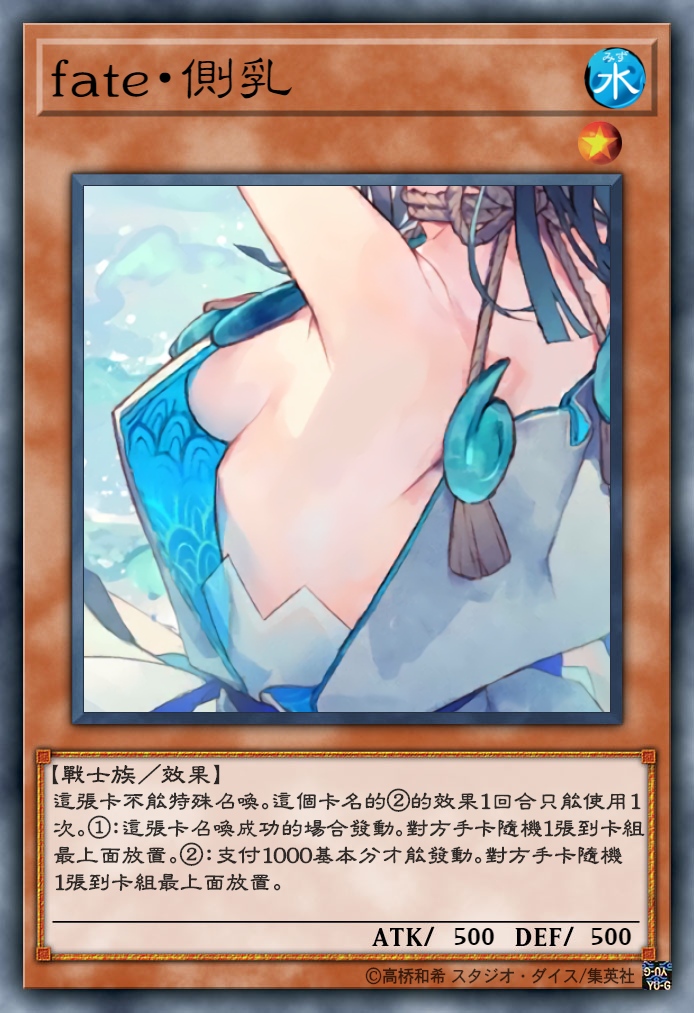 fate・側乳
みず
水
【戰士族／效果】
這張卡不能特殊召喚。這個卡名的②的效果1回合只能使用1
次。①：這張卡召喚成功的場合發動。對方手卡隨機1張到卡組
最上面放置。②：支付1000基本分才能發動。對方手卡隨機
1張到卡組最上面放置。
ATK/ 500 DEF/ 500
©高桥和希 スタジオ・ダイス/集英社
YU-G
YU-G